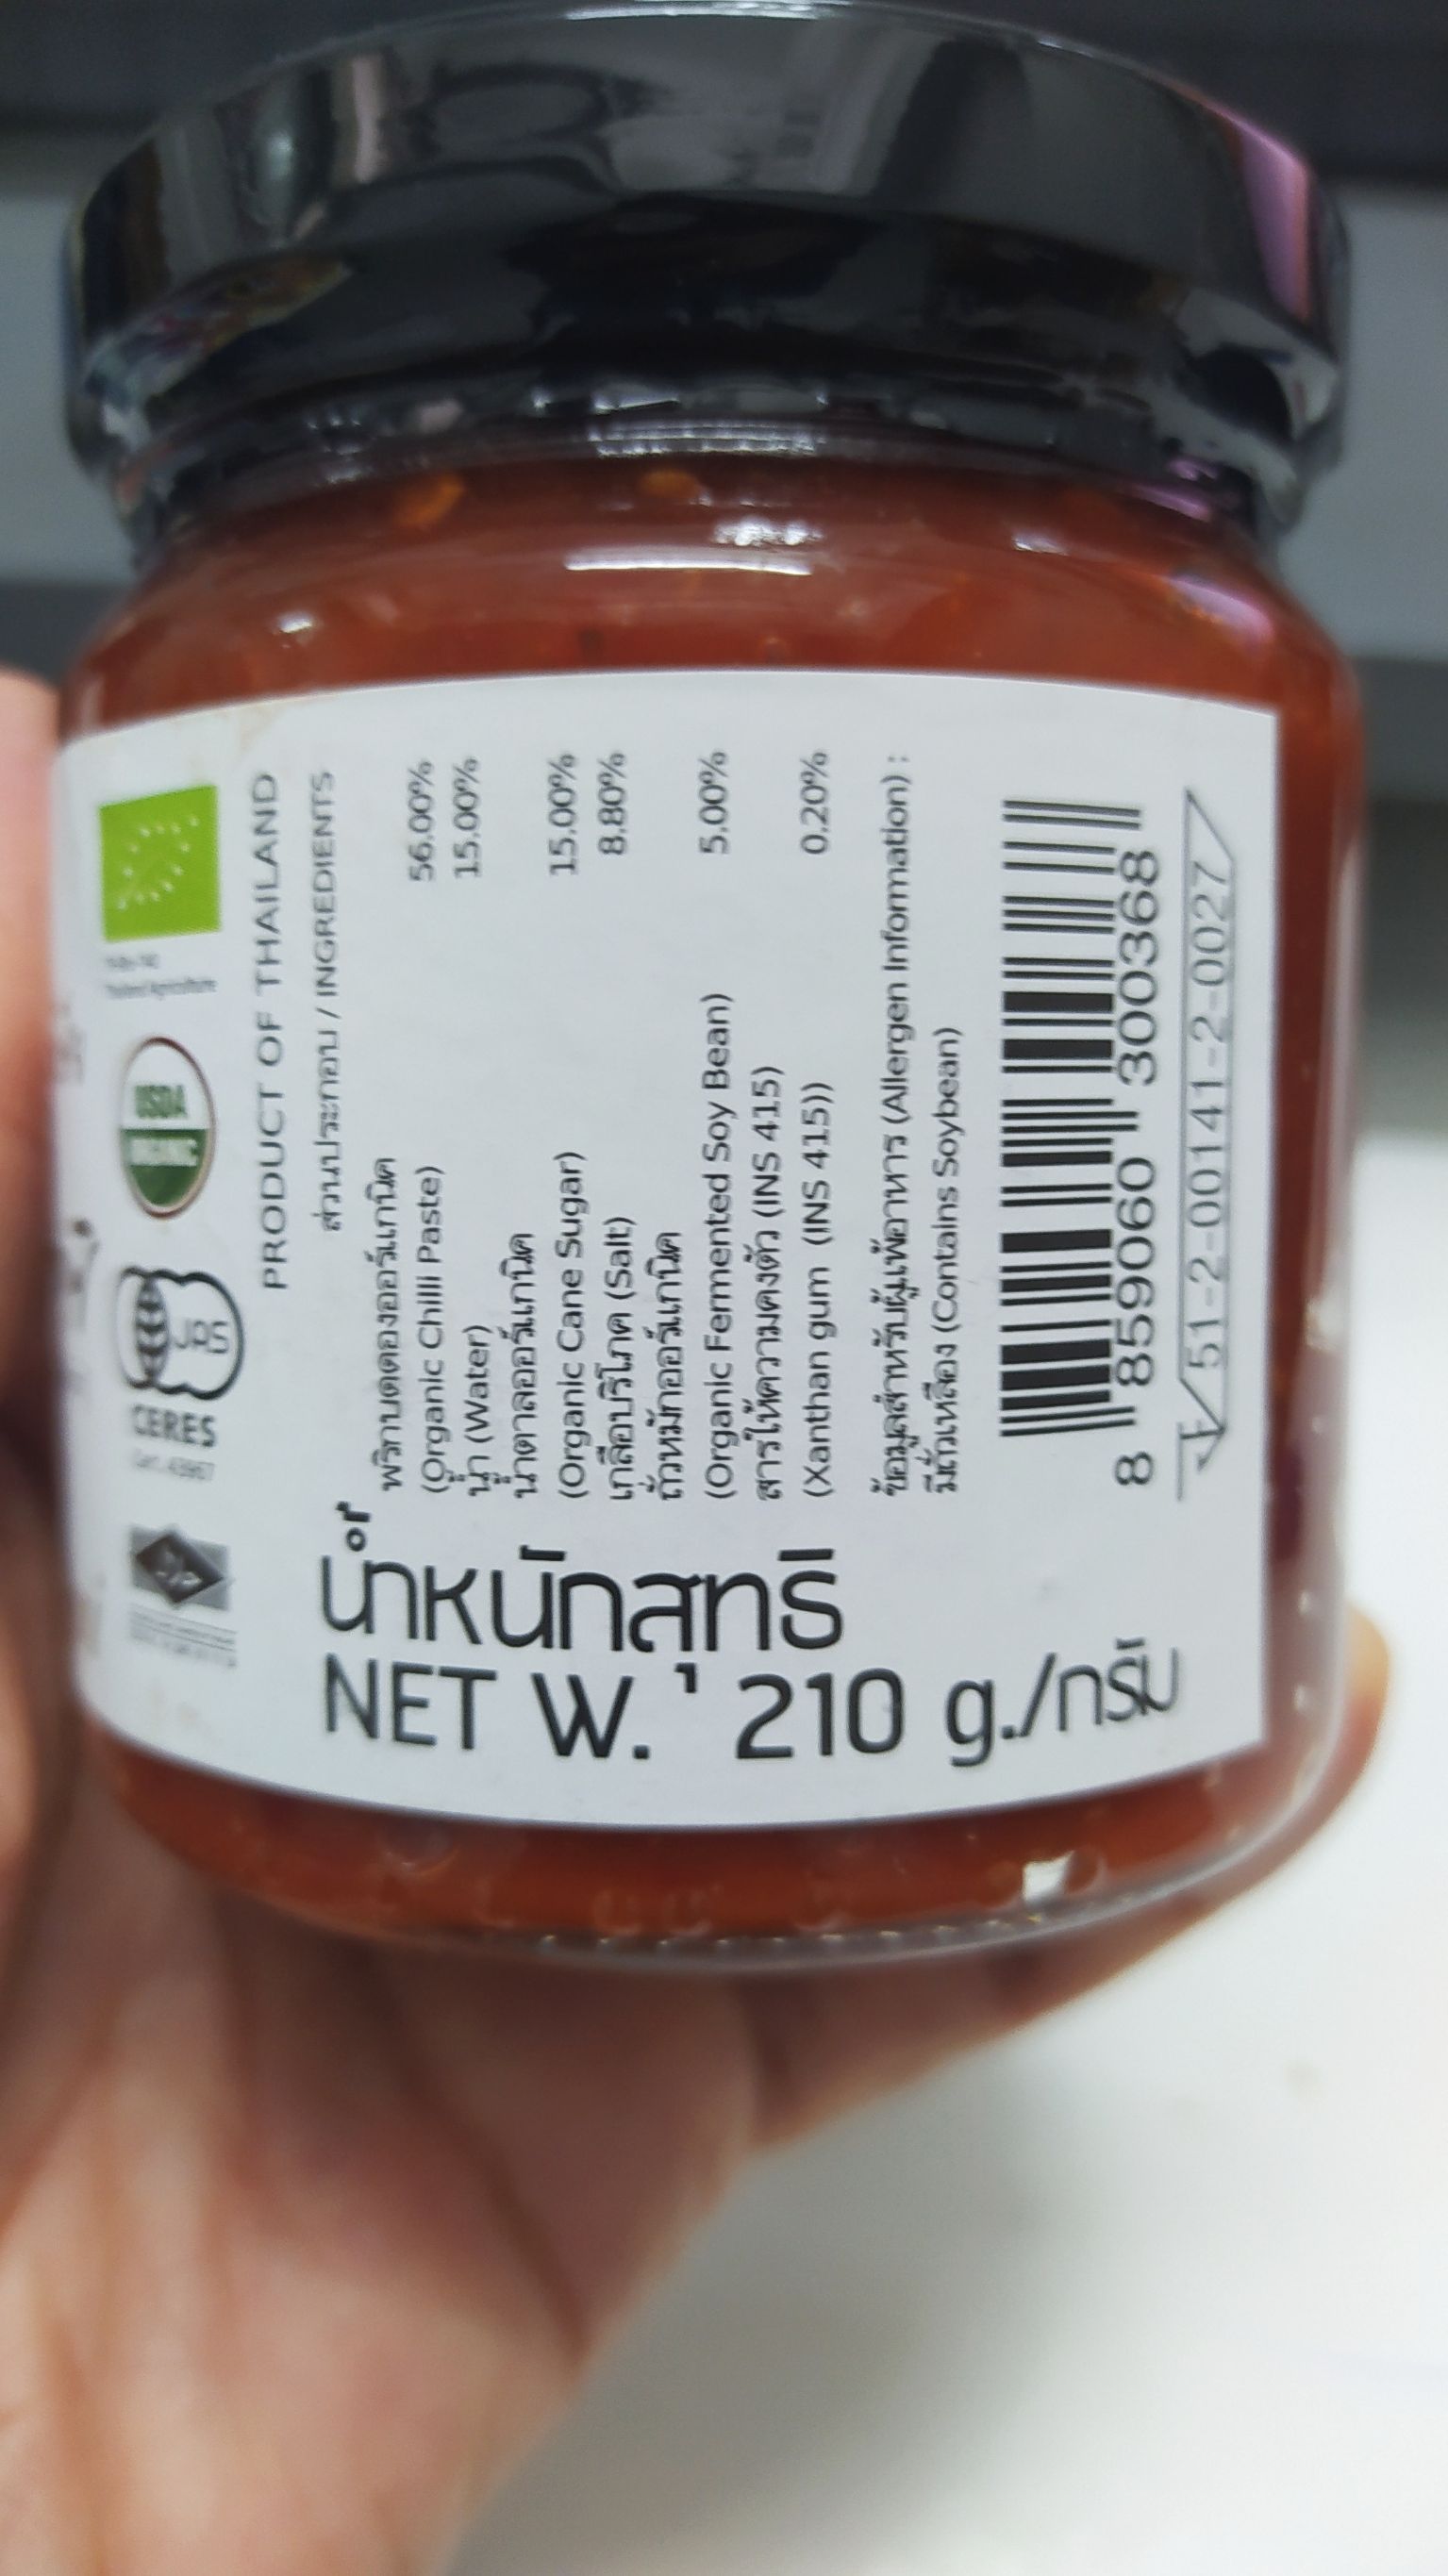 USDA
ORGANIC
JAS
CERES
PRODUCT OF THAILAND
ส่วนประกอบ / INGREDIENTS
พริกบดดองออร์แกนิค
(Organic Chilli Paste) 56.00%
น้ำ (Water) 15.00%
น้ำตาลออร์แกนิค
(Organic Cane Sugar) 15.00%
เกลือบริโภค (Salt) 8.80%
ถั่วหมักออร์แกนิค
(Organic Fermented Soy Bean) 5.00%
สารให้ความคงตัว (INS 415)
(Xanthan gum (INS 415)) 0.20%
ข้อมูลสำหรับผู้แพ้อาหาร (Allergen Information) :
มีถั่วเหลือง (Contains Soybean)
8 859060 300368
51-2-00141-2-0027
น้ำหนักสุทธิ
NET W. 210 g./กรัม